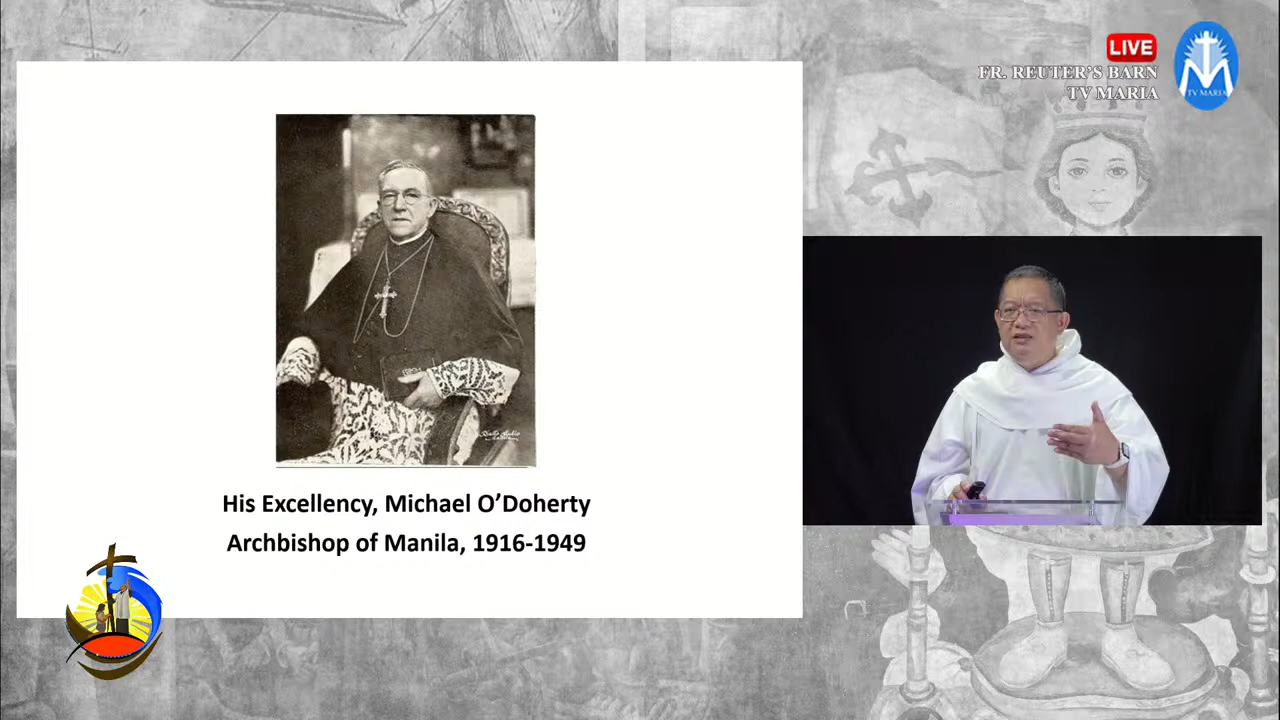 LIVE
FR. REUTER'S BARN
TV MARIA
TV MARIA
His Excellency, Michael O'Doherty
Archbishop of Manila, 1916-1949